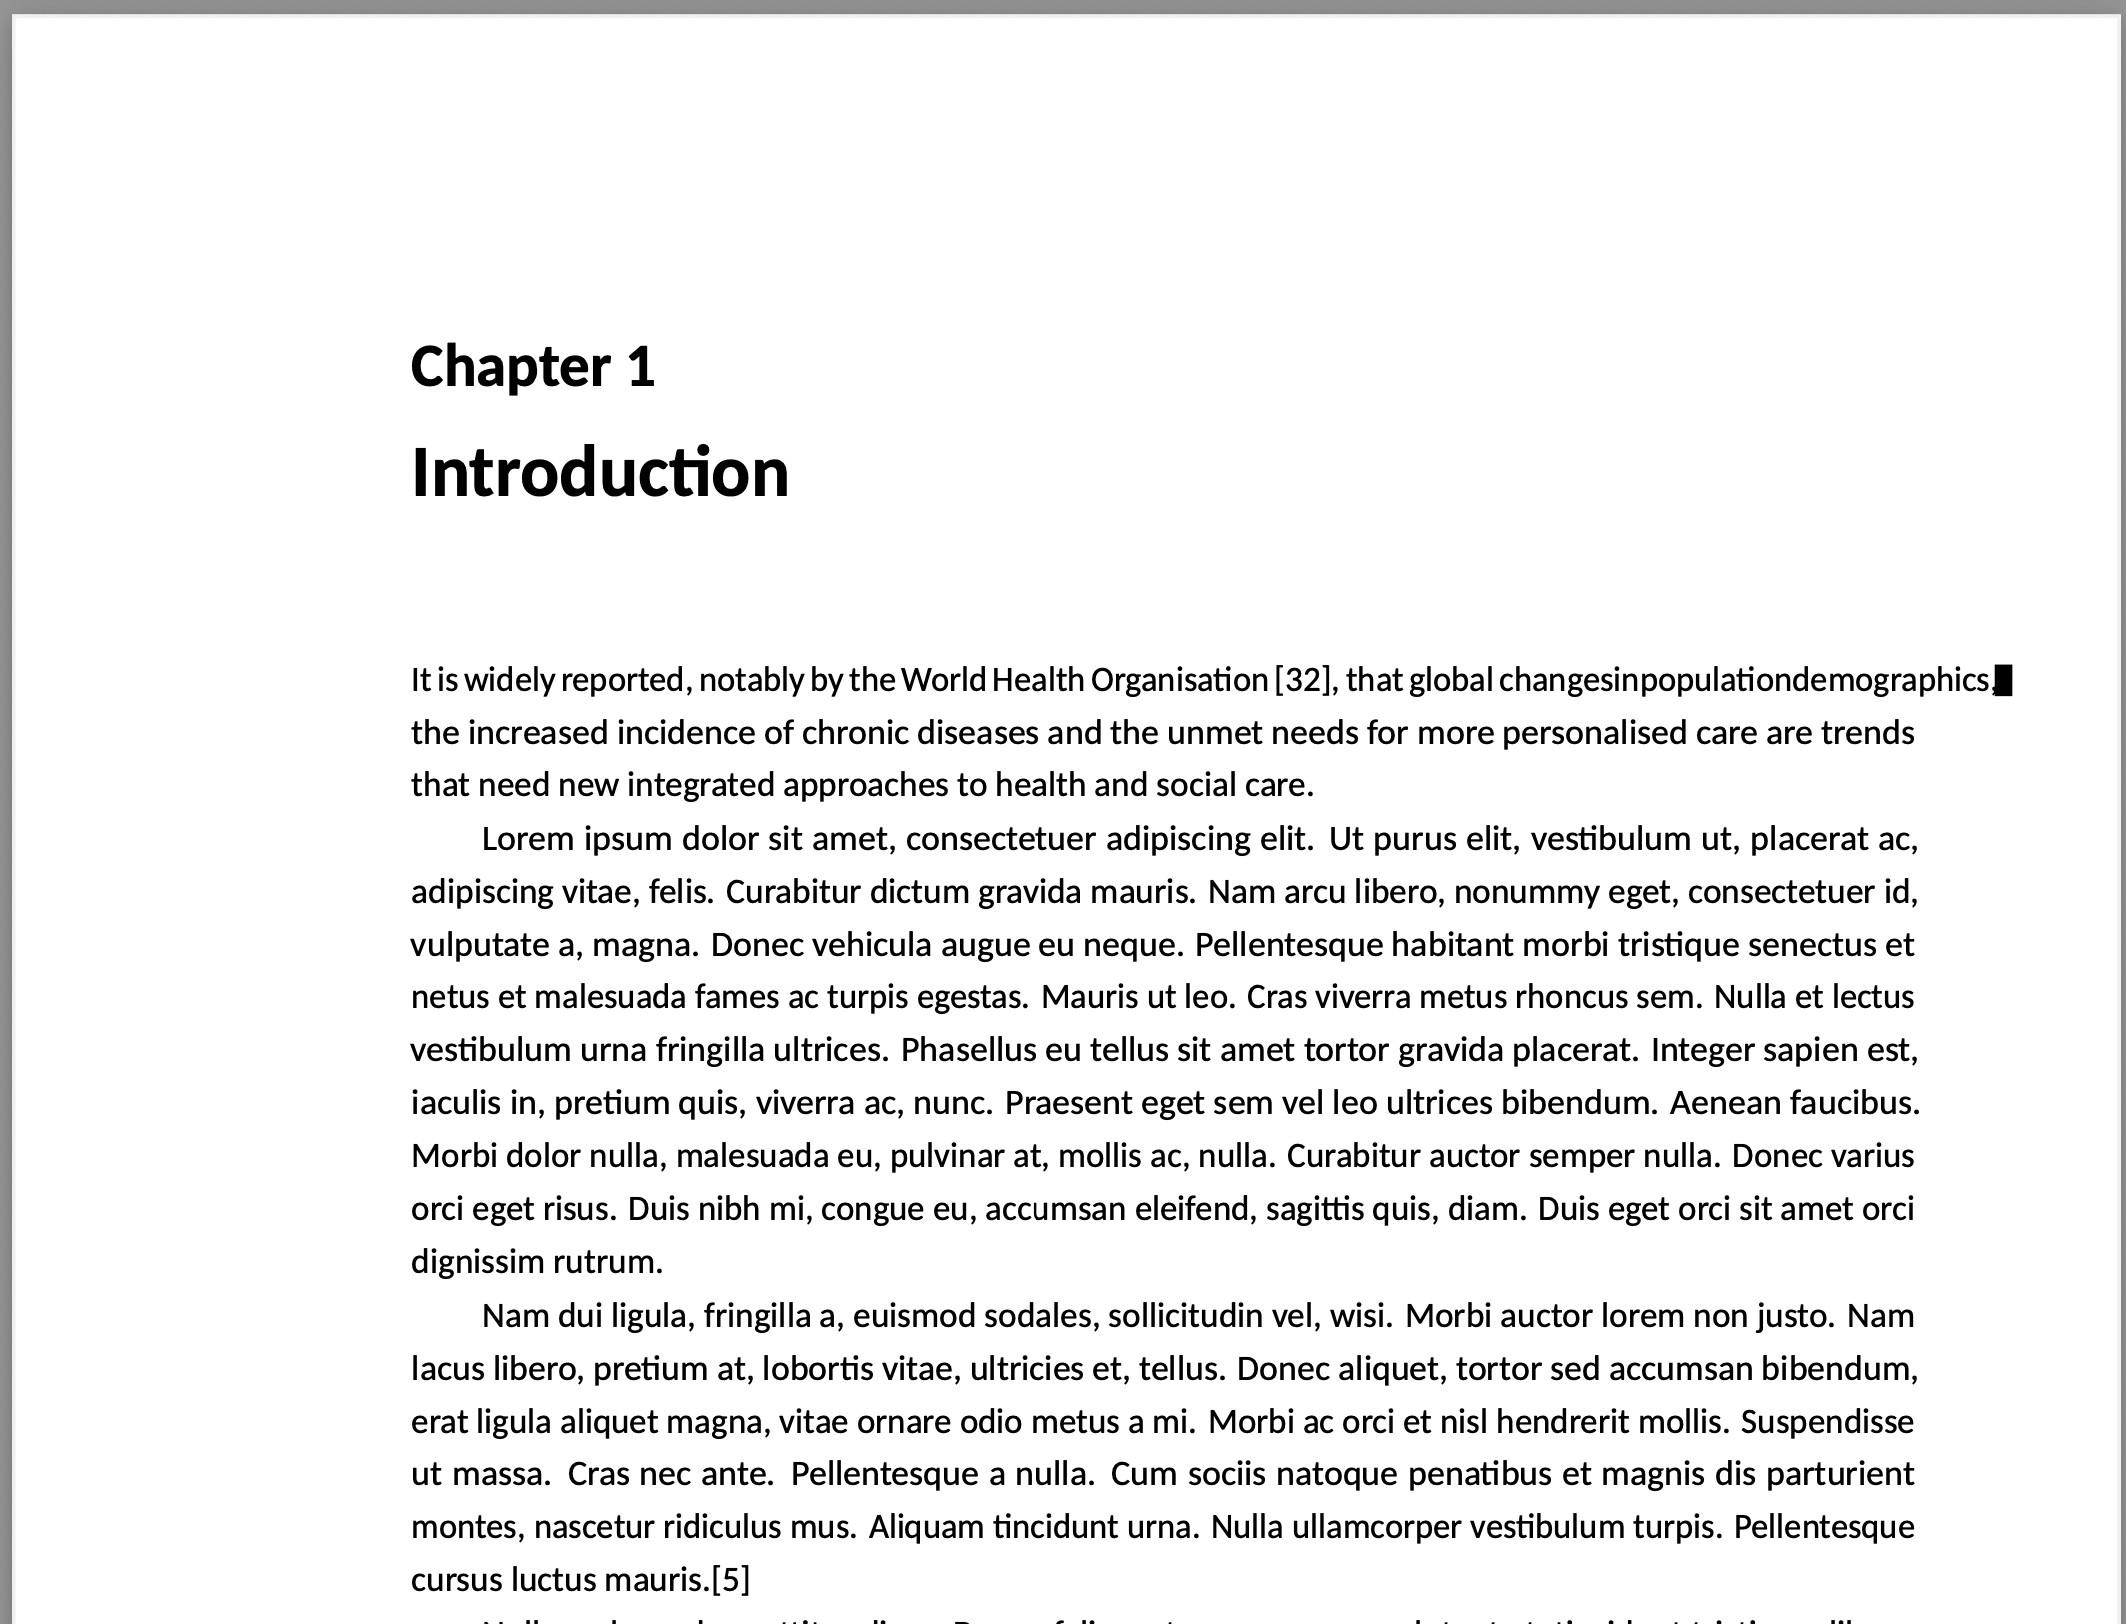 Chapter 1
Introduction
It is widely reported, notably by the World Health Organisation [32], that global changesinpopulationdemographics,
the increased incidence of chronic diseases and the unmet needs for more personalised care are trends
that need new integrated approaches to health and social care.
Lorem ipsum dolor sit amet, consectetuer adipiscing elit. Ut purus elit, vestibulum ut, placerat ac,
adipiscing vitae, felis. Curabitur dictum gravida mauris. Nam arcu libero, nonummy eget, consectetuer id,
vulputate a, magna. Donec vehicula augue eu neque. Pellentesque habitant morbi tristique senectus et
netus et malesuada fames ac turpis egestas. Mauris ut leo. Cras viverra metus rhoncus sem. Nulla et lectus
vestibulum urna fringilla ultrices. Phasellus eu tellus sit amet tortor gravida placerat. Integer sapien est,
iaculis in, pretium quis, viverra ac, nunc. Praesent eget sem vel leo ultrices bibendum. Aenean faucibus.
Morbi dolor nulla, malesuada eu, pulvinar at, mollis ac, nulla. Curabitur auctor semper nulla. Donec varius
orci eget risus. Duis nibh mi, congue eu, accumsan eleifend, sagittis quis, diam. Duis eget orci sit amet orci
dignissim rutrum.
Nam dui ligula, fringilla a, euismod sodales, sollicitudin vel, wisi. Morbi auctor lorem non justo. Nam
lacus libero, pretium at, lobortis vitae, ultricies et, tellus. Donec aliquet, tortor sed accumsan bibendum,
erat ligula aliquet magna, vitae ornare odio metus a mi. Morbi ac orci et nisl hendrerit mollis. Suspendisse
ut massa. Cras nec ante. Pellentesque a nulla. Cum sociis natoque penatibus et magnis dis parturient
montes, nascetur ridiculus mus. Aliquam tincidunt urna. Nulla ullamcorper vestibulum turpis. Pellentesque
cursus luctus mauris.[5]